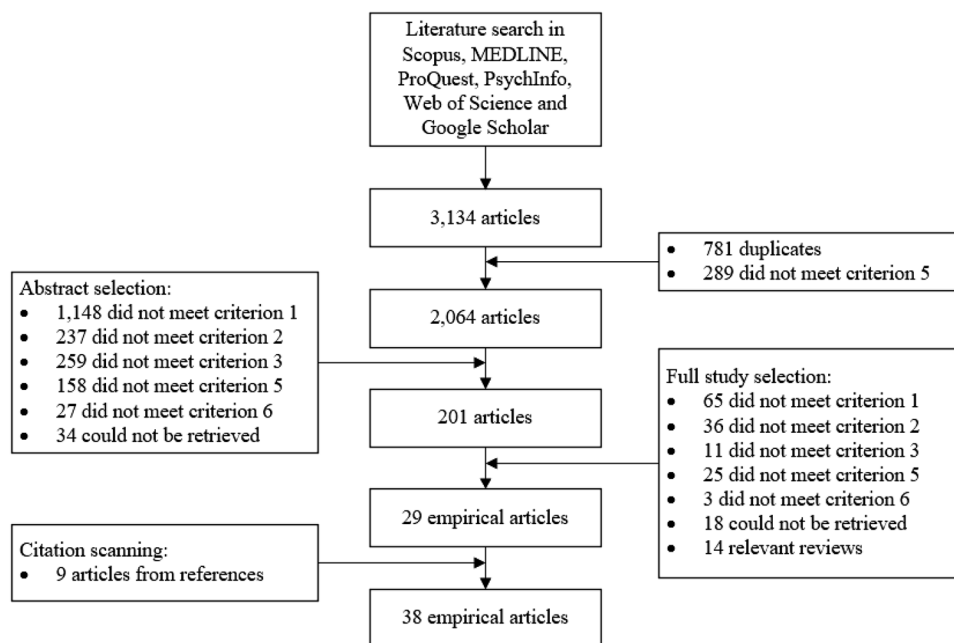 Literature search in
Scopus, MEDLINE,
ProQuest, PsychInfo,
Web of Science and
Google Scholar
3,134 articles
• 781 duplicates
• 289 did not meet criterion 5
2,064 articles
Abstract selection:
• 1,148 did not meet criterion 1
• 237 did not meet criterion 2
• 259 did not meet criterion 3
• 158 did not meet criterion 5
• 27 did not meet criterion 6
• 34 could not be retrieved
201 articles
Full study selection:
• 65 did not meet criterion 1
• 36 did not meet criterion 2
• 11 did not meet criterion 3
• 25 did not meet criterion 5
• 3 did not meet criterion 6
• 18 could not be retrieved
• 14 relevant reviews
29 empirical articles
Citation scanning:
• 9 articles from references
38 empirical articles